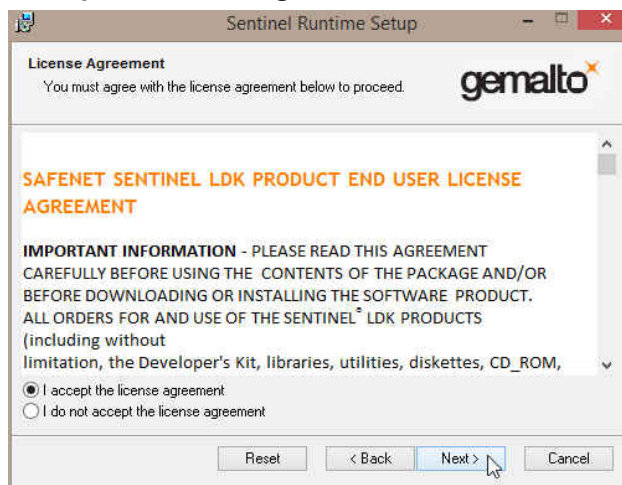 Sentinel Runtime Setup
License Agreement
You must agree with the license agreement below to proceed.
gemalto
SAFENET SENTINEL LDK PRODUCT END USER LICENSE
AGREEMENT
IMPORTANT INFORMATION - PLEASE READ THIS AGREEMENT
CAREFULLY BEFORE USING THE CONTENTS OF THE PACKAGE AND/OR
BEFORE DOWNLOADING OR INSTALLING THE SOFTWARE PRODUCT.
ALL ORDERS FOR AND USE OF THE SENTINEL® LDK PRODUCTS
(including without
limitation, the Developer's Kit, libraries, utilities, diskettes, CD_ROM,
I accept the license agreement
I do not accept the license agreement
Reset < Back Next > Cancel